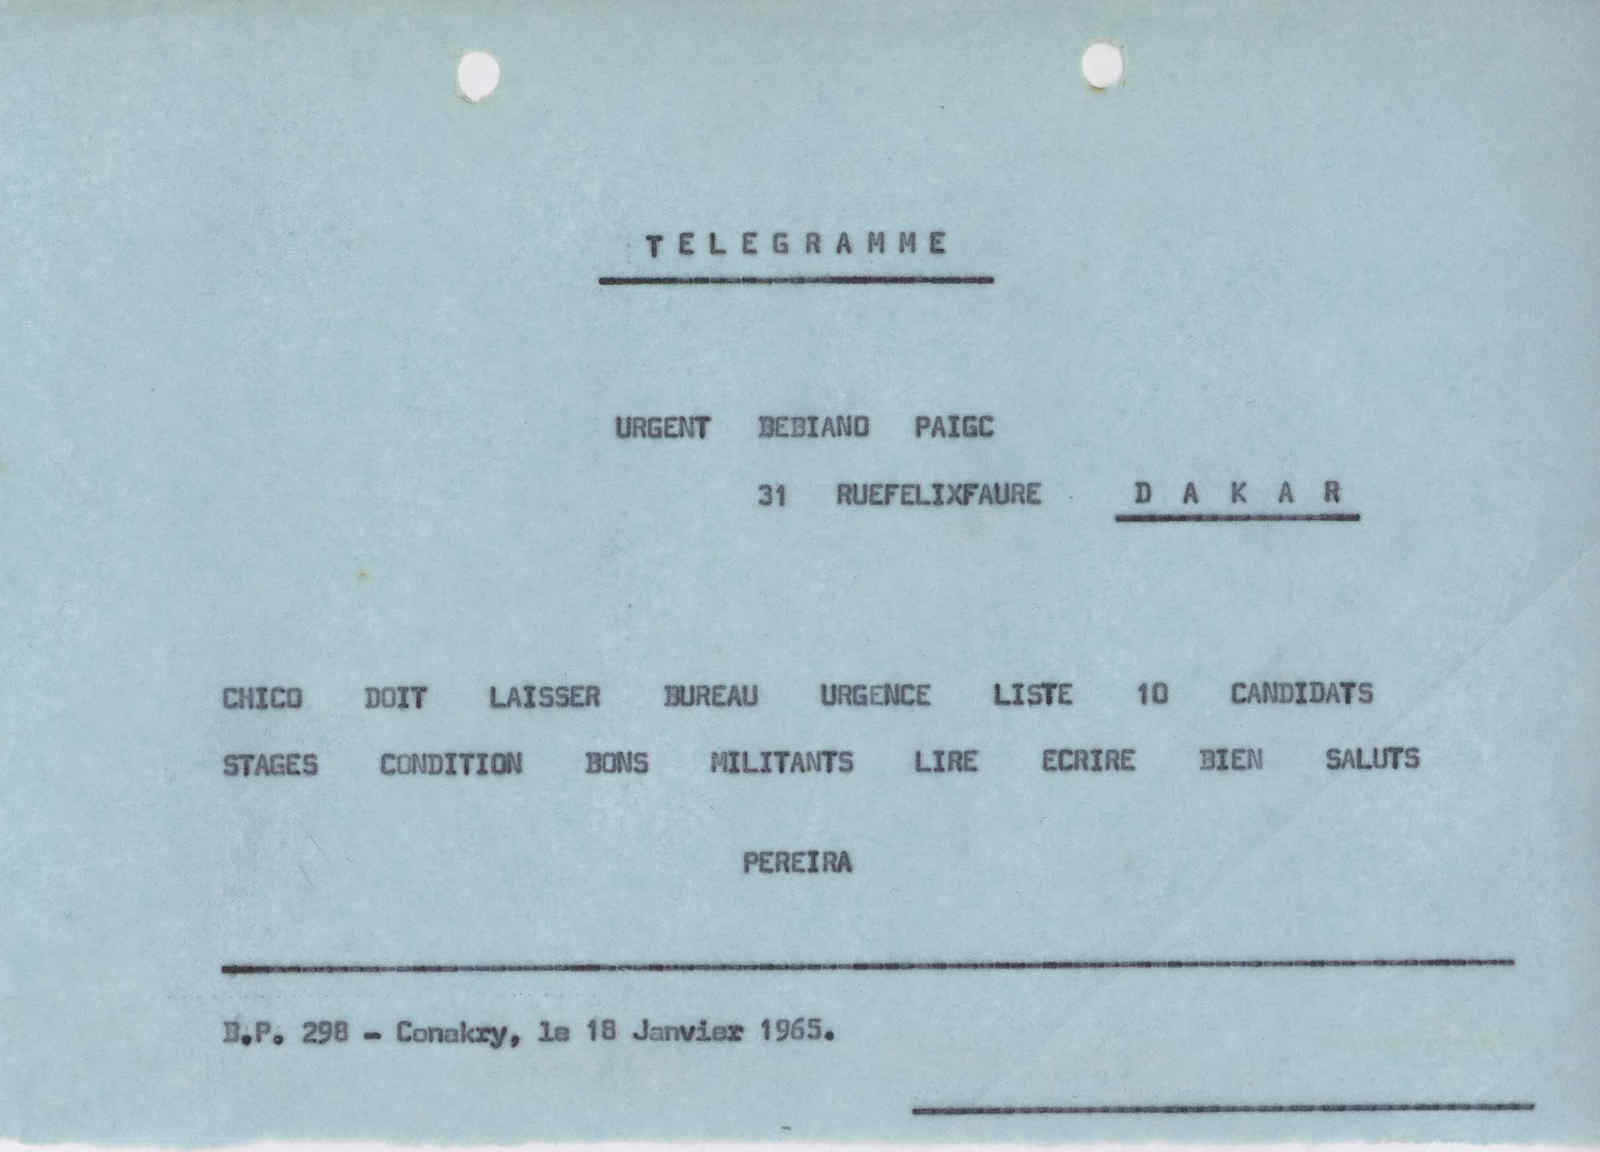 TELEGRAMME
URGENT BEBIANO PAIGC
31 RUEFELIXFAURE DAKAR
CHICO DOIT LAISSER BUREAU URGENCE LISTE 10 CANDIDATS
STAGES CONDITION BONS MILITANTS LIRE ECRIRE BIEN SALUTS
PEREIRA
B.P. 298 - Conakry, le 18 Janvier 1965.